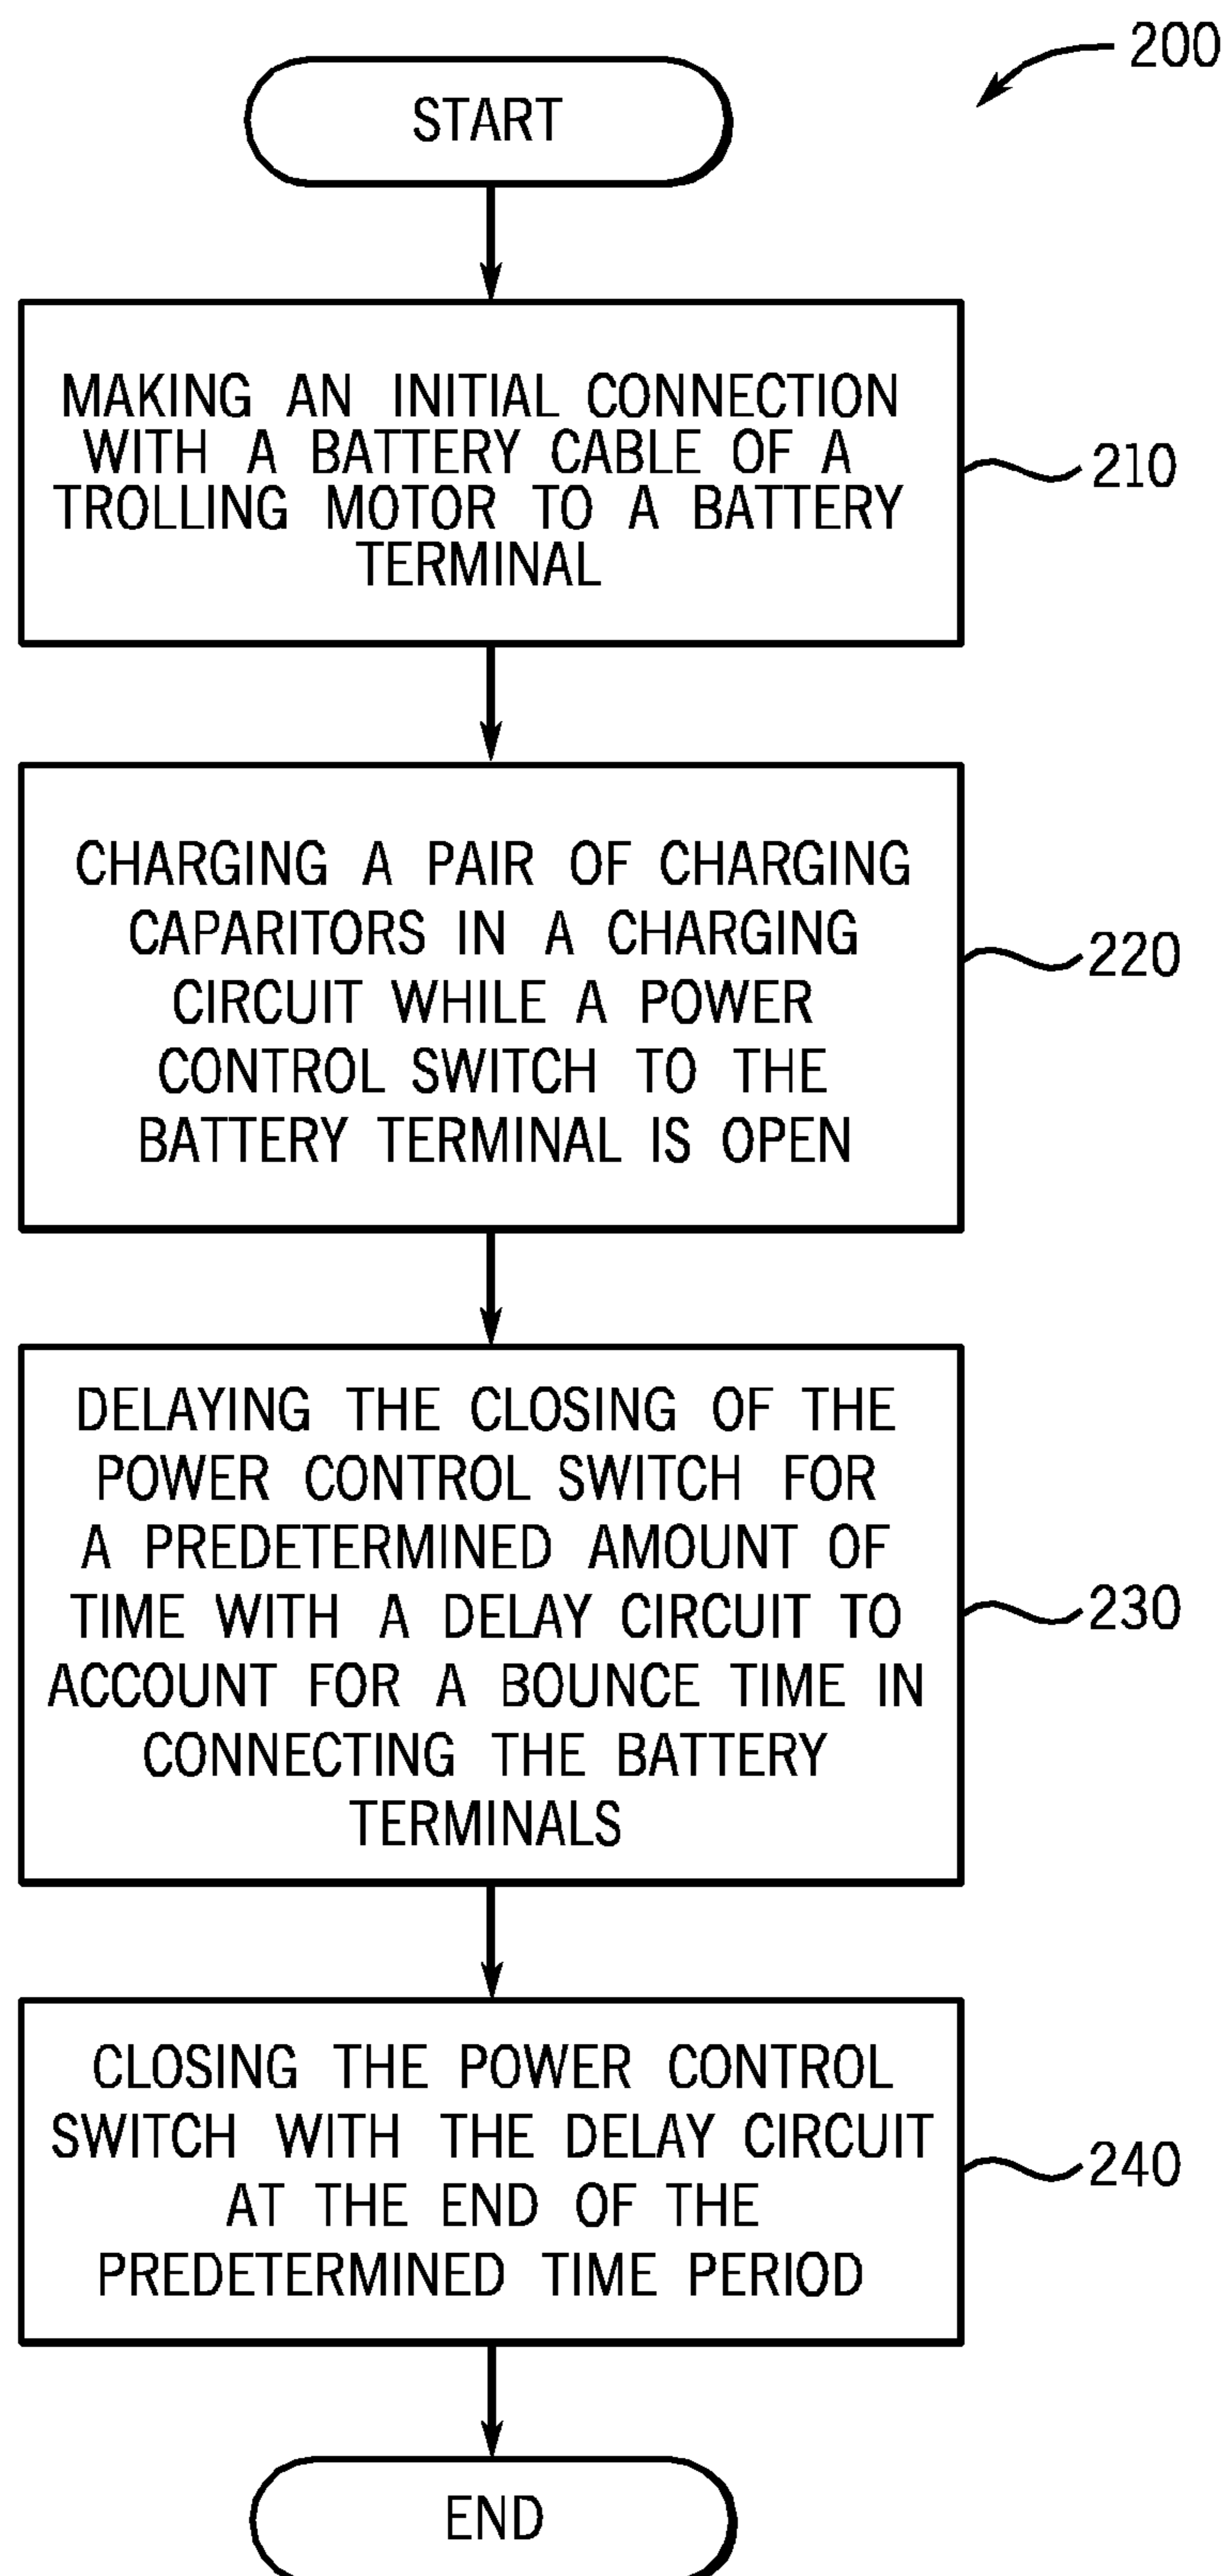 200
START
MAKING AN INITIAL CONNECTION
WITH A BATTERY CABLE OF A
TROLLING MOTOR TO A BATTERY
TERMINAL
210
CHARGING A PAIR OF CHARGING
CAPARITORS IN A CHARGING
CIRCUIT WHILE A POWER
CONTROL SWITCH TO THE
BATTERY TERMINAL IS OPEN
220
DELAYING THE CLOSING OF THE
POWER CONTROL SWITCH FOR
A PREDETERMINED AMOUNT OF
TIME WITH A DELAY CIRCUIT TO
ACCOUNT FOR A BOUNCE TIME IN
CONNECTING THE BATTERY
TERMINALS
230
CLOSING THE POWER CONTROL
SWITCH WITH THE DELAY CIRCUIT
AT THE END OF THE
PREDETERMINED TIME PERIOD
240
END